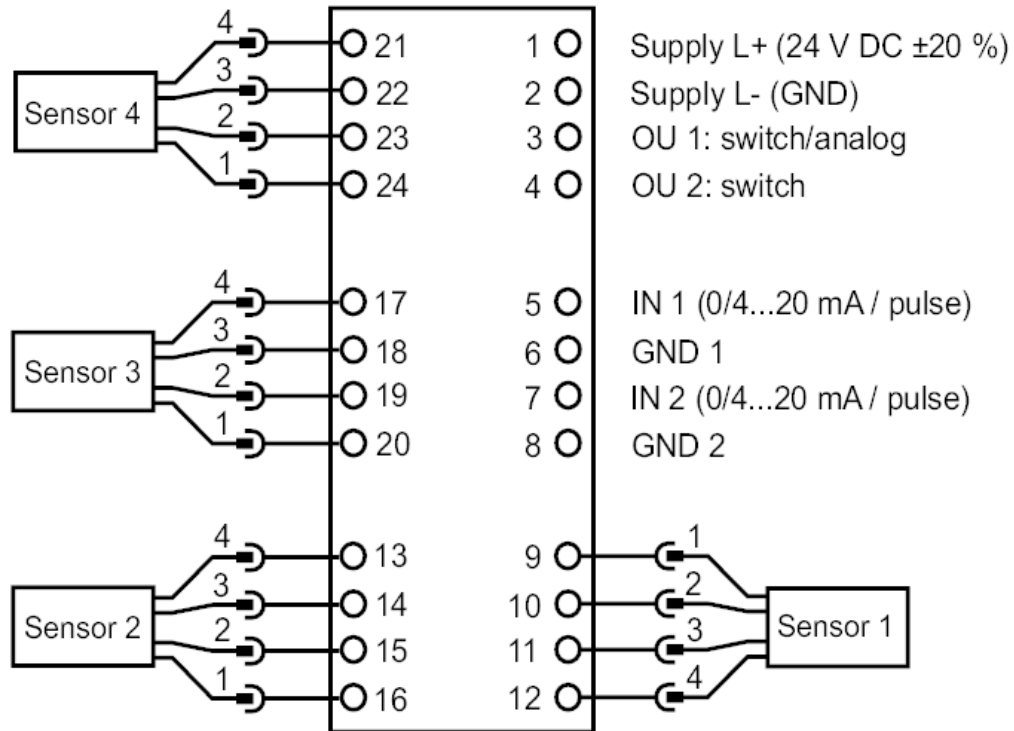 4 21 1 Supply L+ (24 V DC ±20 %)
3 22 2 Supply L- (GND)
Sensor 4
2 23 3 OU 1: switch/analog
1 24 4 OU 2: switch
4 17 5 IN 1 (0/4...20 mA / pulse)
3 18 6 GND 1
Sensor 3
2 19 7 IN 2 (0/4...20 mA / pulse)
1 20 8 GND 2
4 13 9 1
3 14 10 2
Sensor 2 Sensor 1
2 15 11 3
1 16 12 4